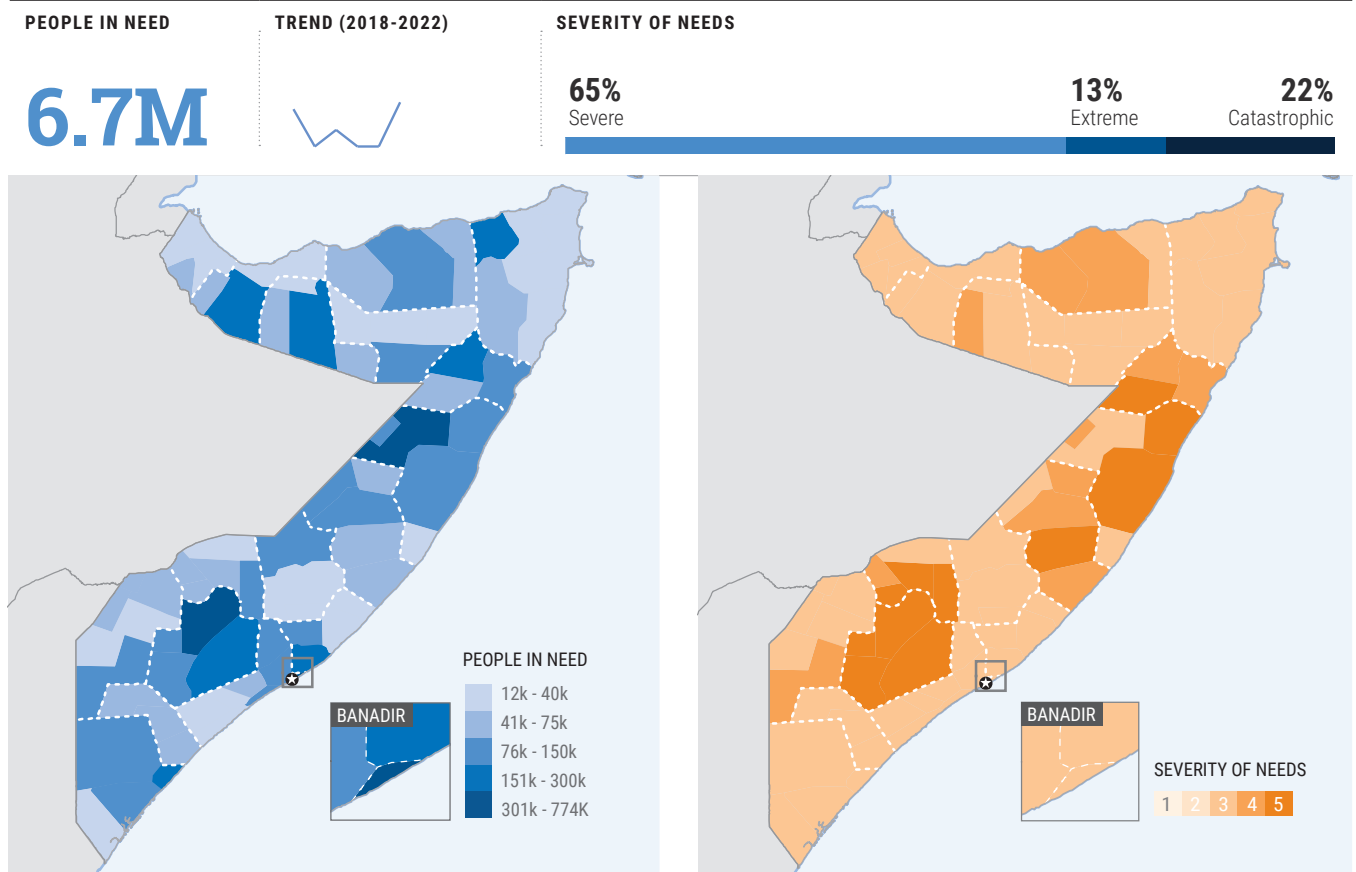 PEOPLE IN NEED
TREND (2018-2022)
SEVERITY OF NEEDS
6.7M
65%
Severe
13%
Extreme
22%
Catastrophic
PEOPLE IN NEED
12k - 40k
41k - 75k
76k - 150k
151k - 300k
301k - 774K
BANADIR
BANADIR
SEVERITY OF NEEDS
1 2 3 4 5